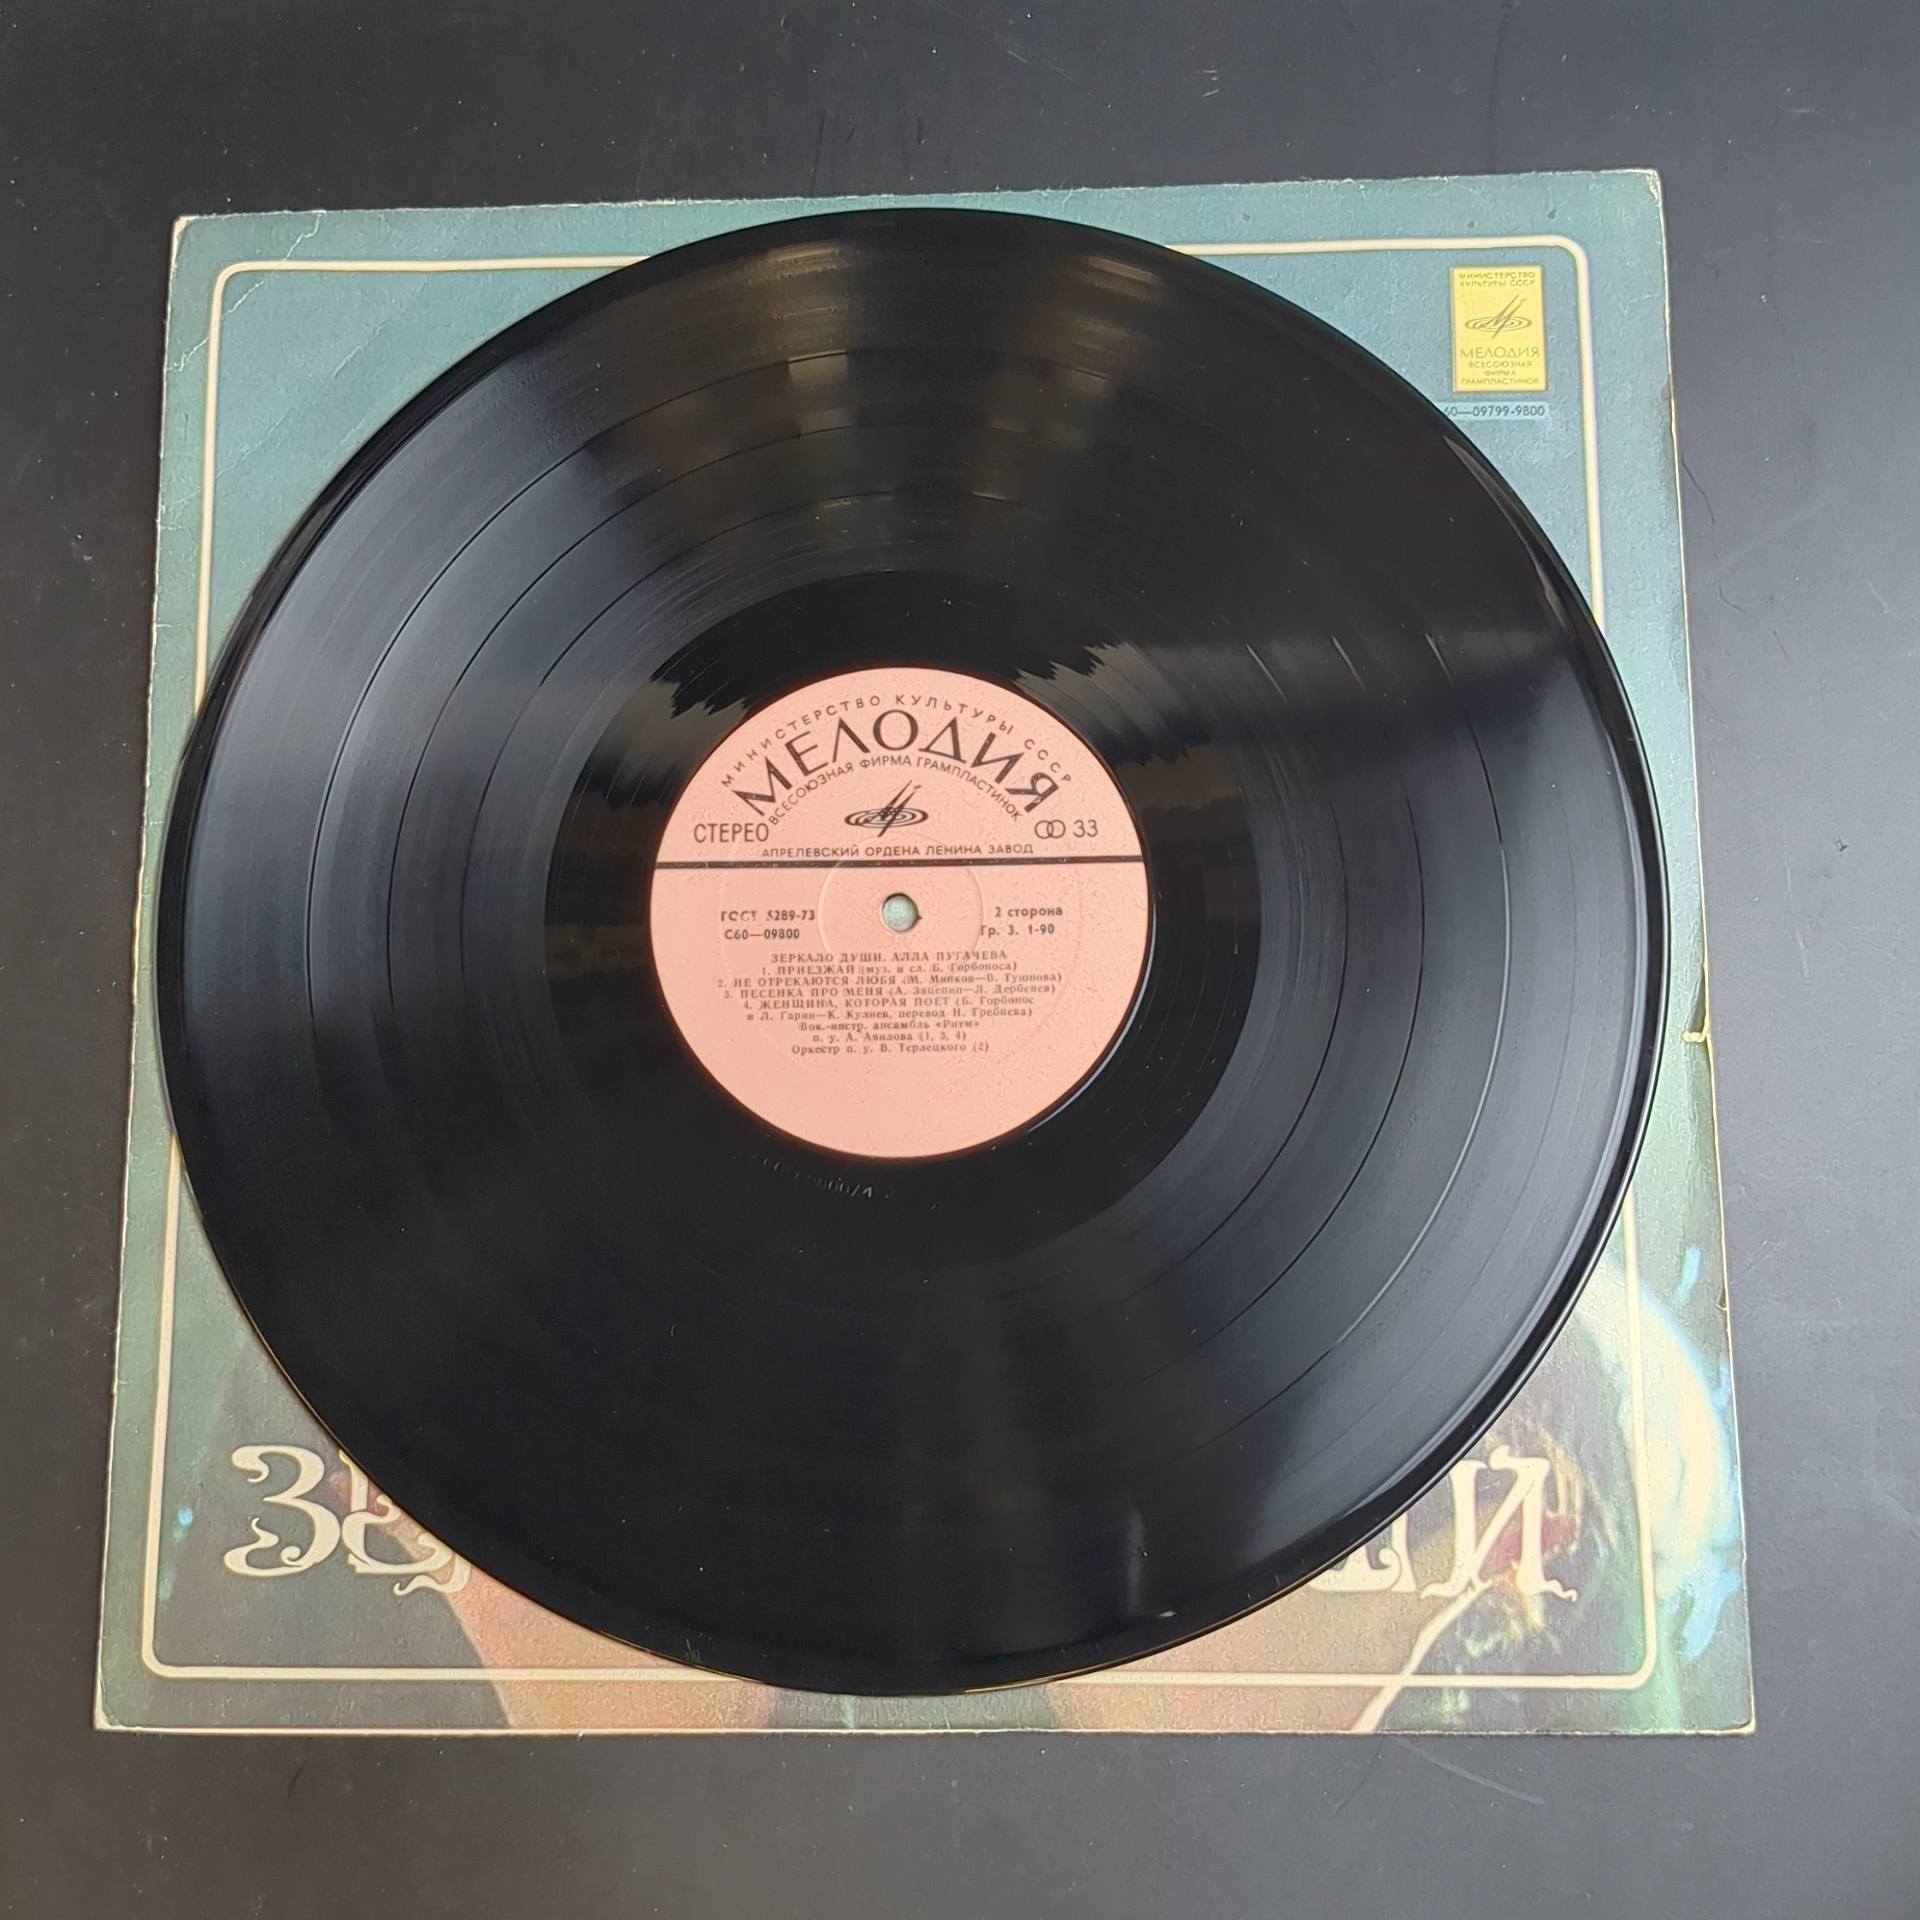 МИНИСТЕРСТВО
КУЛЬТУРЫ СССР
МЕЛОДИЯ
ВСЕСОЮЗНАЯ
ФИРМА
ГРАМПЛАСТИНОК
60—09799-9800
МИНИСТЕРСТВО КУЛЬТУРЫ СССР
МЕЛОДИЯ
ВСЕСОЮЗНАЯ ФИРМА ГРАМПЛАСТИНОК
СТЕРЕО 33
АПРЕЛЕВСКИЙ ОРДЕНА ЛЕНИНА ЗАВОД
ГОСТ 5289-73 2 сторона
С60—09800 Гр. 3. 1-90
ЗЕРКАЛО ДУШИ. АЛЛА ПУГАЧЕВА
1. ПРИЕЗЖАЙ (муз. и сл. Б. Горбоноса)
2. НЕ ОТРЕКАЮТСЯ ЛЮБЯ (М. Минков—В. Тушнова)
3. ПЕСЕНКА ПРО МЕНЯ (А. Зацепин—Л. Дербенев)
4. ЖЕНЩИНА, КОТОРАЯ ПОЕТ (Б. Горбонос
и Л. Гарин—К. Кулиев, перевод Н. Гребнева)
Вок.-инстр. ансамбль «Ритм»
п. у. А. Авилова (1, 3, 4)
Оркестр п. у. В. Терлецкого (2)